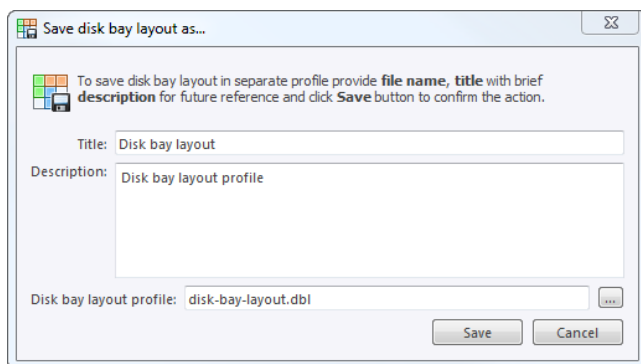 Save disk bay layout as...
To save disk bay layout in separate profile provide file name, title with brief
description for future reference and click Save button to confirm the action.
Title: Disk bay layout
Description: Disk bay layout profile
Disk bay layout profile: disk-bay-layout.dbl ...
Save Cancel